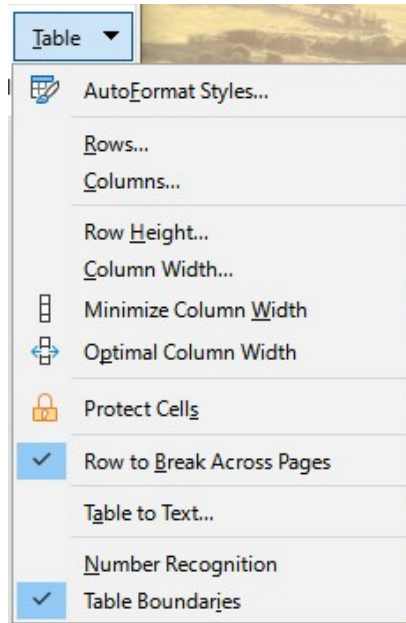 Table
AutoFormat Styles...
Rows...
Columns...
Row Height...
Column Width...
Minimize Column Width
Optimal Column Width
Protect Cells
Row to Break Across Pages
Table to Text...
Number Recognition
Table Boundaries